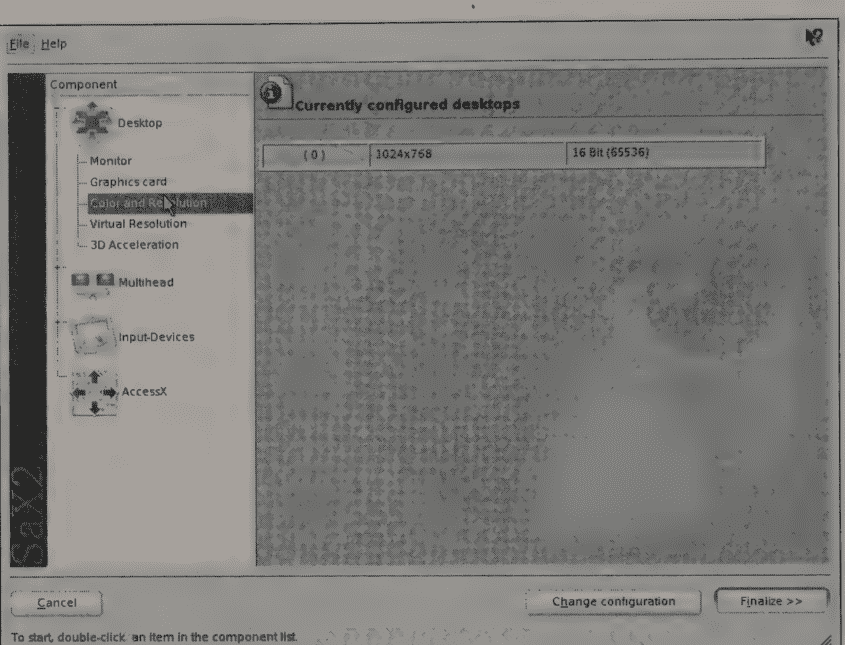 File Help
Component
Desktop
Monitor
Graphics card
Color and Resolution
Virtual Resolution
3D Acceleration
Multihead
Input-Devices
AccessX
SaX2
Currently configured desktops
(0) 1024x768 16 Bit (65536)
Cancel
Change configuration
Finalize >>
To start, double-click an item in the component list.